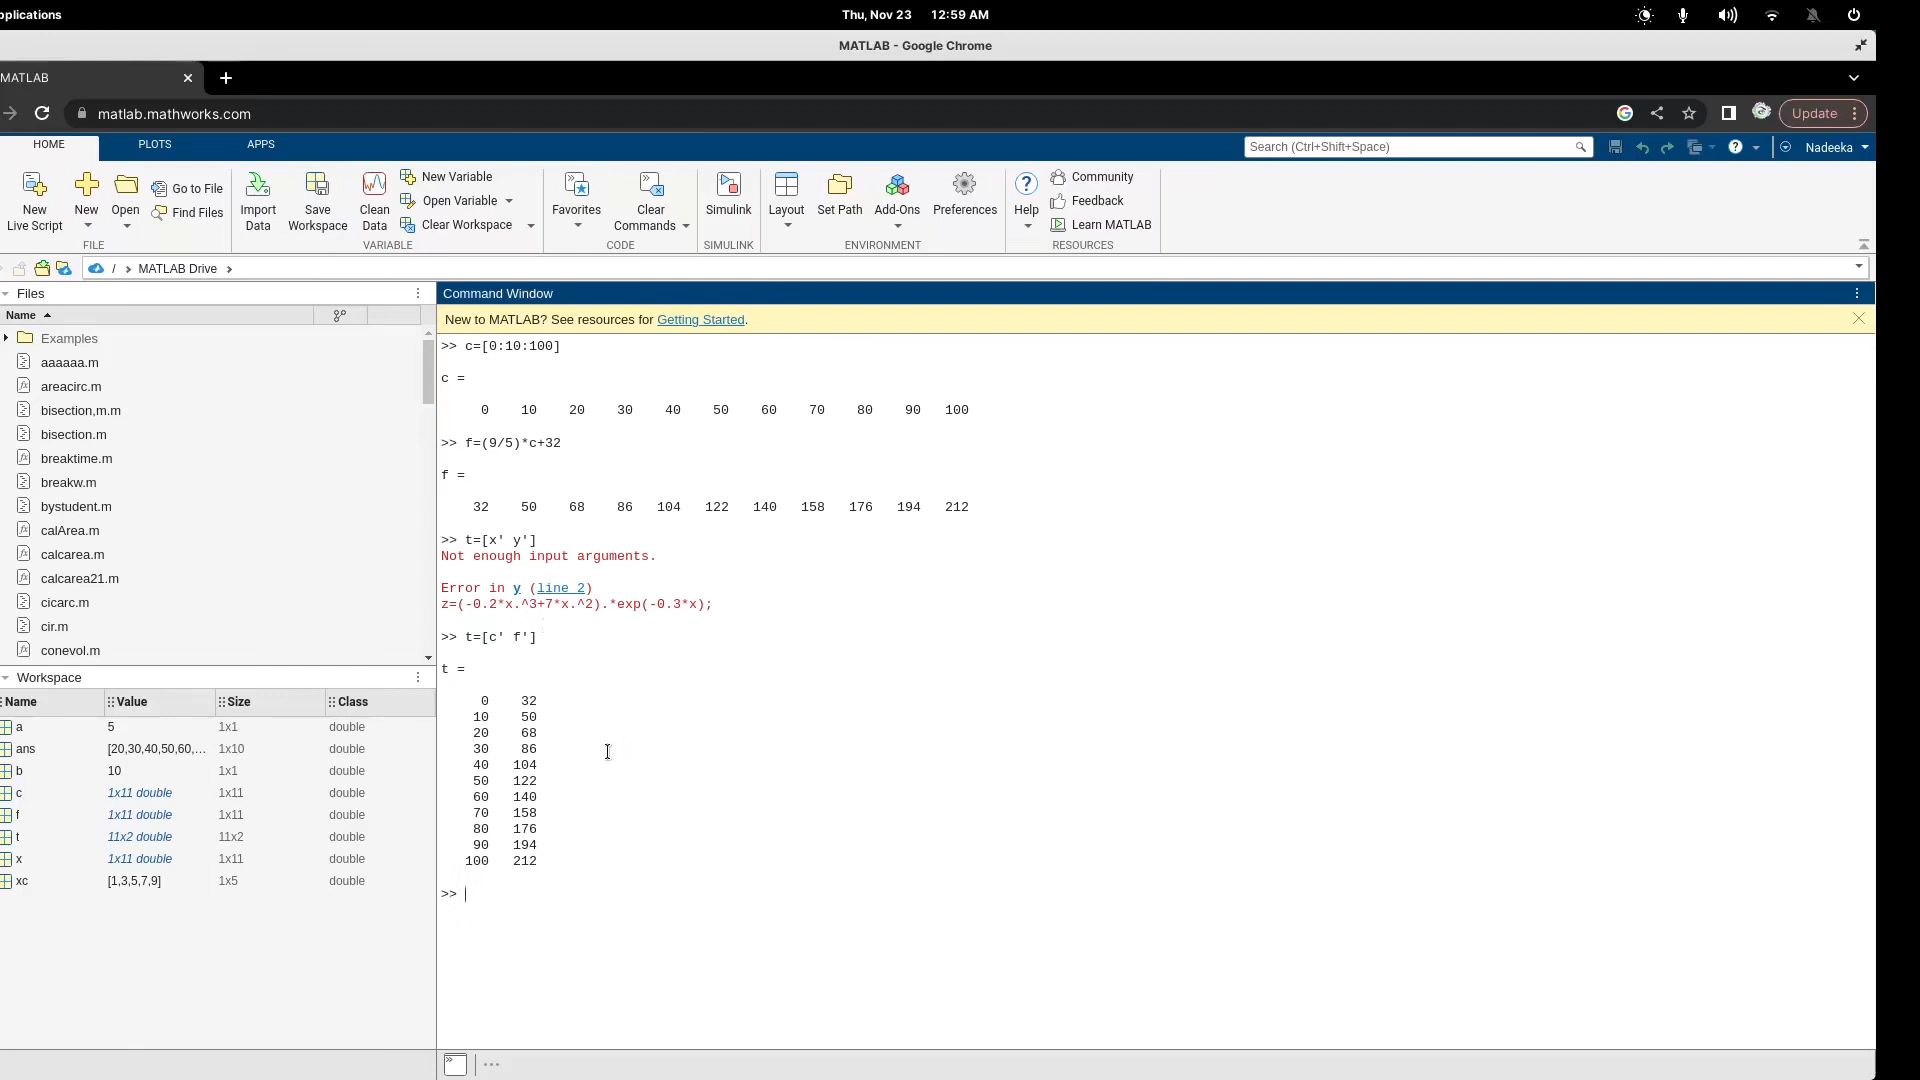 pplications
Thu, Nov 23 12:59 AM
MATLAB - Google Chrome
MATLAB
matlab.mathworks.com
Update
HOME PLOTS APPS
Search (Ctrl+Shift+Space)
Nadeeka
New Live Script
New
Open
Go to File
Find Files
Import Data
Save Workspace
Clean Data
New Variable
Open Variable
Clear Workspace
Favorites
Clear Commands
Simulink
Layout
Set Path
Add-Ons
Preferences
Help
Community
Feedback
Learn MATLAB
FILE VARIABLE CODE SIMULINK ENVIRONMENT RESOURCES
/ MATLAB Drive
Files
Name
Examples
aaaaaa.m
areacirc.m
bisection,m.m
bisection.m
breaktime.m
breakw.m
bystudent.m
calArea.m
calcarea.m
calcarea21.m
cicarc.m
cir.m
conevol.m
Workspace
Name Value Size Class
a 5 1x1 double
ans [20,30,40,50,60,... 1x10 double
b 10 1x1 double
c 1x11 double 1x11 double
f 1x11 double 1x11 double
t 11x2 double 11x2 double
x 1x11 double 1x11 double
xc [1,3,5,7,9] 1x5 double
Command Window
New to MATLAB? See resources for Getting Started.
>> c=[0:10:100]
c =
0 10 20 30 40 50 60 70 80 90 100
>> f=(9/5)*c+32
f =
32 50 68 86 104 122 140 158 176 194 212
>> t=[x' y']
Not enough input arguments.
Error in y (line 2)
z=(-0.2*x.^3+7*x.^2).*exp(-0.3*x);
>> t=[c' f']
t =
0 32
10 50
20 68
30 86
40 104
50 122
60 140
70 158
80 176
90 194
100 212
>>